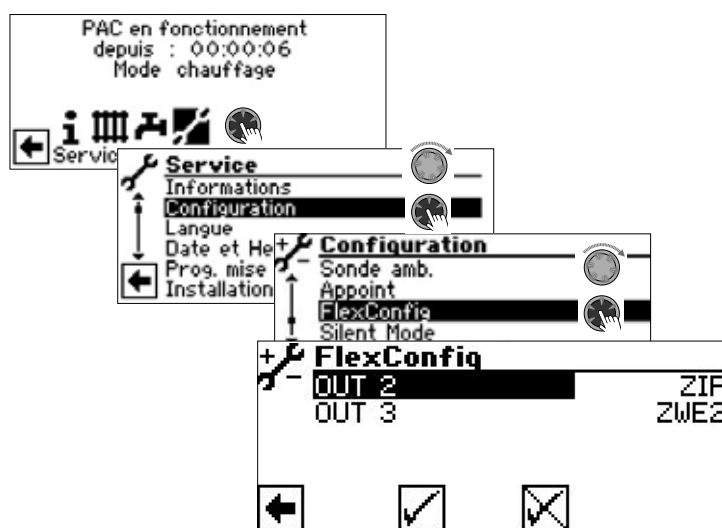 PAC en fonctionnement
depuis : 00:00:06
Mode chauffage
Service
Informations
Configuration
Langue
Date et He
Prog. mise
Installation
Configuration
Sonde amb.
Appoint
FlexConfig
Silent Mode
FlexConfig
OUT 2 ZIP
OUT 3 ZWE2